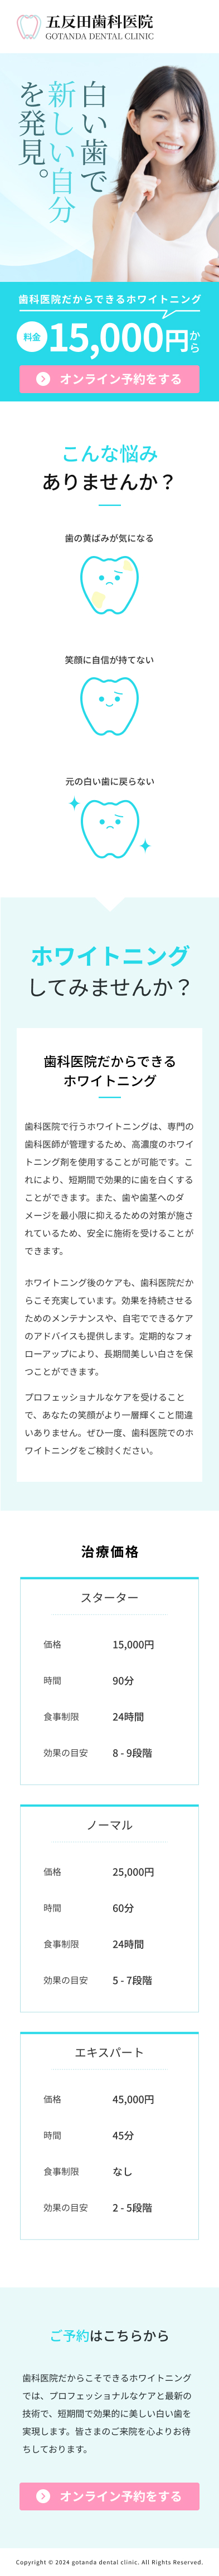 五反田歯科医院
GOTANDA DENTAL CLINIC
白い歯で
新しい自分
を発見。
歯科医院だからできるホワイトニング
料金
15,000円から
オンライン予約をする
こんな悩み
ありませんか？
歯の黄ばみが気になる
笑顔に自信が持てない
元の白い歯に戻らない
ホワイトニング
してみませんか？
歯科医院だからできる
ホワイトニング
歯科医院で行うホワイトニングは、専門の
歯科医師が管理するため、高濃度のホワイ
トニング剤を使用することが可能です。こ
れにより、短期間で効果的に歯を白くする
ことができます。また、歯や歯茎へのダ
メージを最小限に抑えるための対策が施さ
れているため、安全に施術を受けることが
できます。
ホワイトニング後のケアも、歯科医院だか
らこそ充実しています。効果を持続させる
ためのメンテナンスや、自宅でできるケア
のアドバイスも提供します。定期的なフォ
ローアップにより、長期間美しい白さを保
つことができます。
プロフェッショナルなケアを受けること
で、あなたの笑顔がより一層輝くこと間違
いありません。ぜひ一度、歯科医院でのホ
ワイトニングをご検討ください。
治療価格
スターター
価格 15,000円
時間 90分
食事制限 24時間
効果の目安 8 - 9段階
ノーマル
価格 25,000円
時間 60分
食事制限 24時間
効果の目安 5 - 7段階
エキスパート
価格 45,000円
時間 45分
食事制限 なし
効果の目安 2 - 5段階
ご予約はこちらから
歯科医院だからこそできるホワイトニング
では、プロフェッショナルなケアと最新の
技術で、短期間で効果的に美しい白い歯を
実現します。皆さまのご来院を心よりお待
ちしております。
オンライン予約をする
Copyright © 2024 gotanda dental clinic. All Rights Reserved.